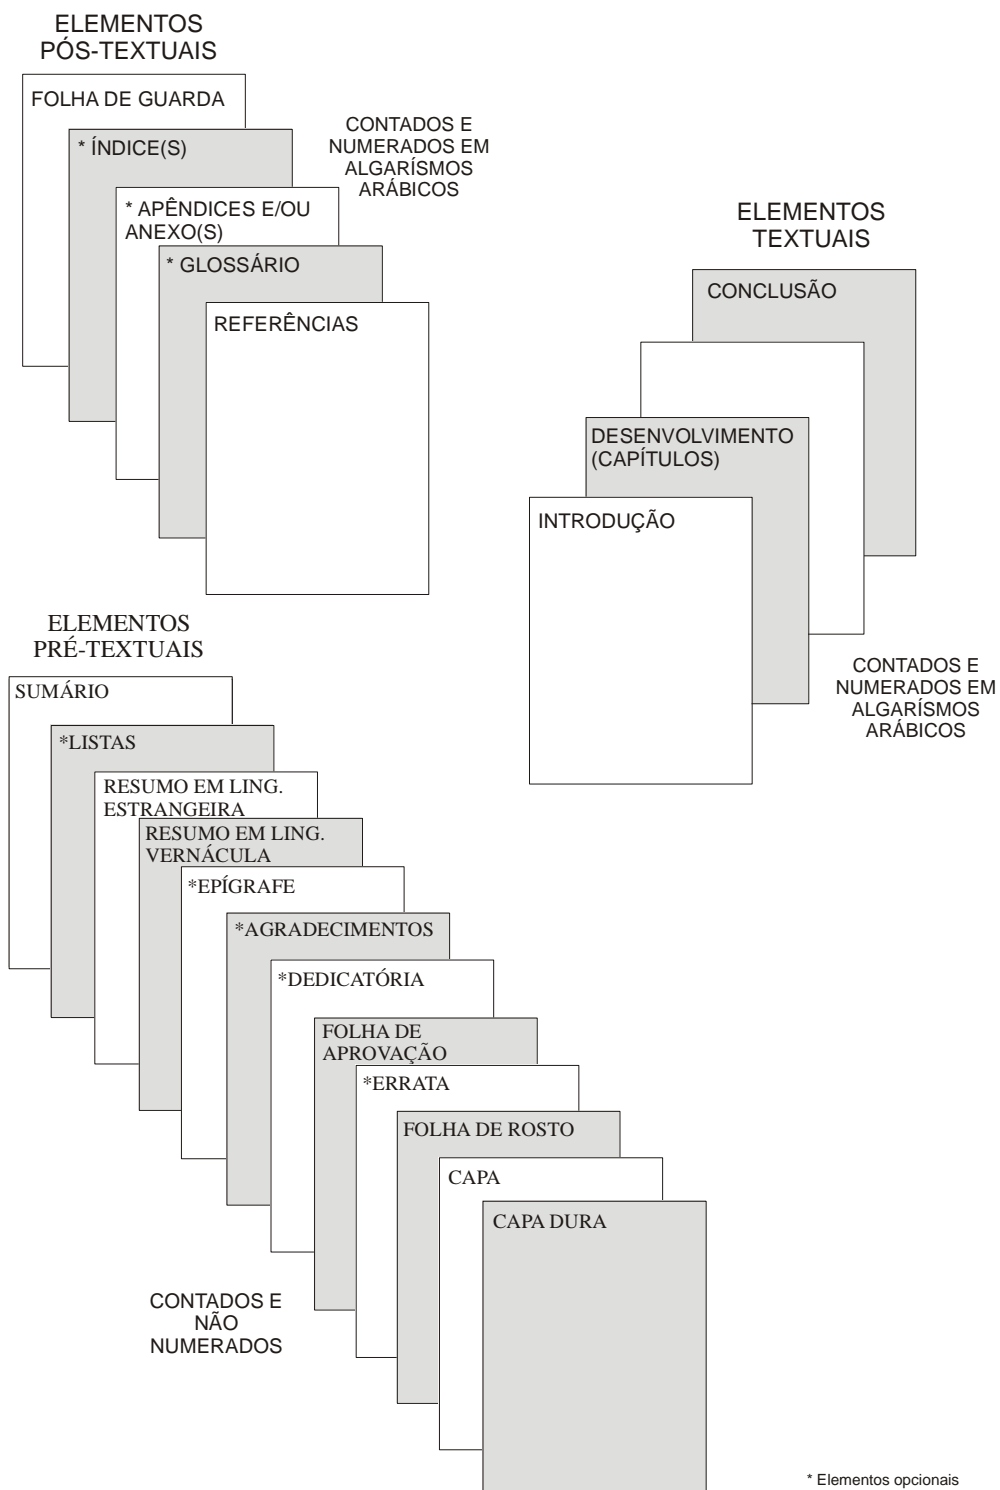 ELEMENTOS
PÓS-TEXTUAIS
FOLHA DE GUARDA
* ÍNDICE(S)
* APÊNDICES E/OU
ANEXO(S)
* GLOSSÁRIO
REFERÊNCIAS
CONTADOS E
NUMERADOS EM
ALGARÍSMOS
ARÁBICOS
ELEMENTOS
TEXTUAIS
CONCLUSÃO
DESENVOLVIMENTO
(CAPÍTULOS)
INTRODUÇÃO
CONTADOS E
NUMERADOS EM
ALGARÍSMOS
ARÁBICOS
ELEMENTOS
PRÉ-TEXTUAIS
SUMÁRIO
*LISTAS
RESUMO EM LING.
ESTRANGEIRA
RESUMO EM LING.
VERNÁCULA
*EPÍGRAFE
*AGRADECIMENTOS
*DEDICATÓRIA
FOLHA DE
APROVAÇÃO
*ERRATA
FOLHA DE ROSTO
CAPA
CAPA DURA
CONTADOS E
NÃO
NUMERADOS
* Elementos opcionais